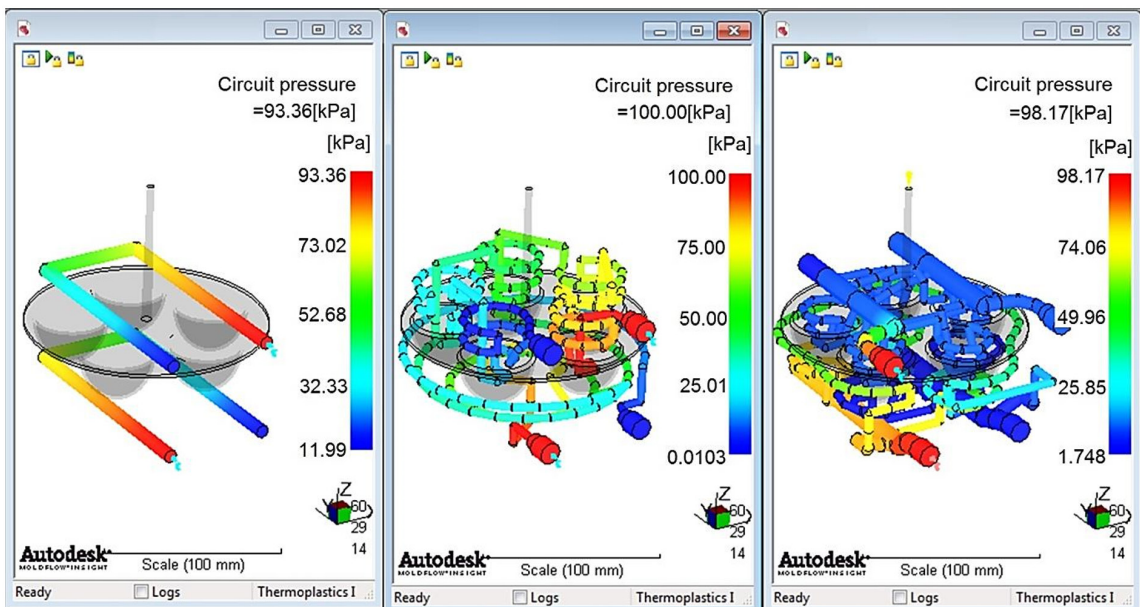 Circuit pressure
=93.36[kPa]
[kPa]
93.36
73.02
52.68
32.33
11.99
Z
Y
60
29
14
Autodesk
MOLDFLOW INSIGHT
Scale (100 mm)
Ready
Logs
Thermoplastics I
Circuit pressure
=100.00[kPa]
[kPa]
100.00
75.00
50.00
25.01
0.0103
Z
Y
60
29
14
Autodesk
MOLDFLOW INSIGHT
Scale (100 mm)
Ready
Logs
Thermoplastics I
Circuit pressure
=98.17[kPa]
[kPa]
98.17
74.06
49.96
25.85
1.748
Z
Y
60
29
14
Autodesk
MOLDFLOW INSIGHT
Scale (100 mm)
Ready
Logs
Thermoplastics I